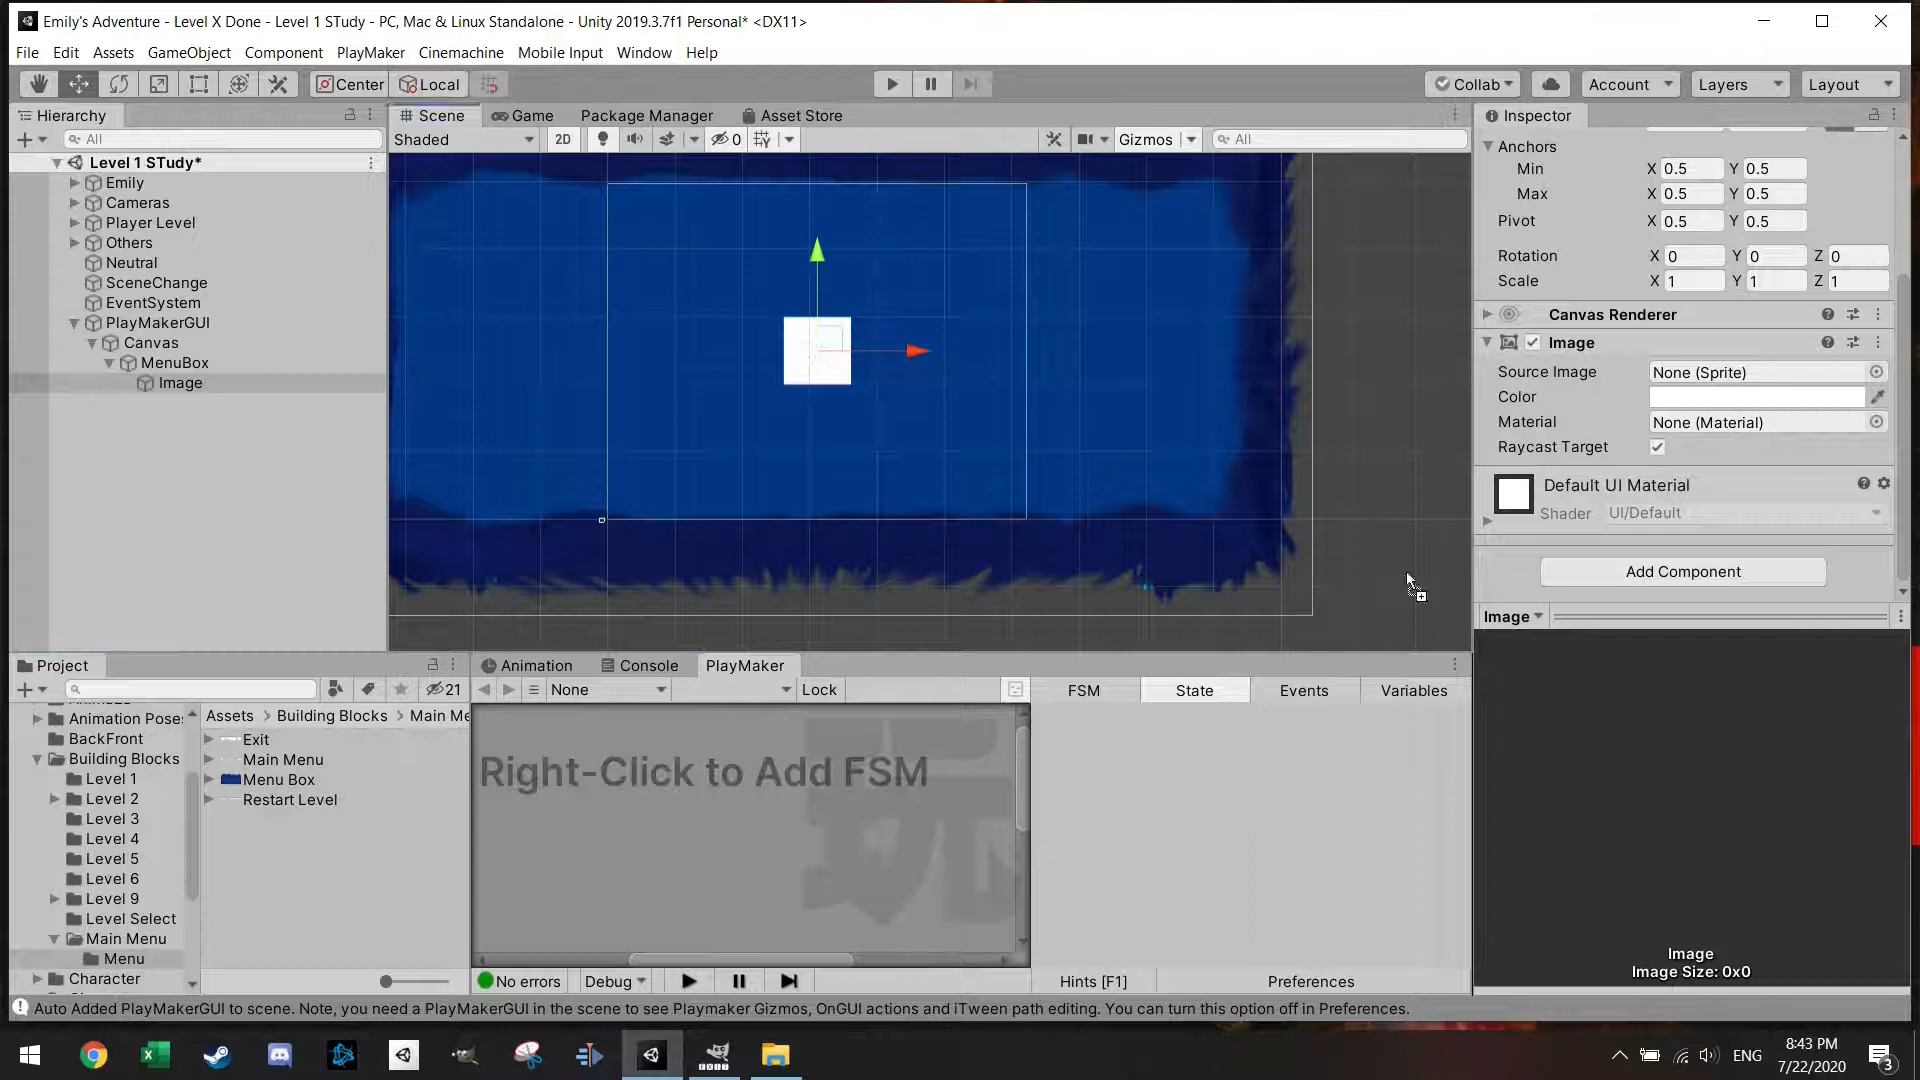 Emily's Adventure - Level X Done - Level 1 STudy - PC, Mac & Linux Standalone - Unity 2019.3.7f1 Personal* <DX11>
File Edit Assets GameObject Component PlayMaker Cinemachine Mobile Input Window Help
Center Local Collab Account Layers Layout
Hierarchy Scene Game Package Manager Asset Store Inspector
All Shaded 2D 0 Gizmos All
Level 1 STudy*
Emily
Cameras
Player Level
Others
Neutral
SceneChange
EventSystem
PlayMakerGUI
Canvas
MenuBox
Image
Anchors
Min X 0.5 Y 0.5
Max X 0.5 Y 0.5
Pivot X 0.5 Y 0.5
Rotation X 0 Y 0 Z 0
Scale X 1 Y 1 Z 1
Canvas Renderer
Image
Source Image None (Sprite)
Color
Material None (Material)
Raycast Target
Default UI Material
Shader UI/Default
Add Component
Image
Image
Image Size: 0x0
Project
21
Animation Poses
BackFront
Building Blocks
Level 1
Level 2
Level 3
Level 4
Level 5
Level 6
Level 9
Level Select
Main Menu
Menu
Character
Assets > Building Blocks > Main Me
Exit
Main Menu
Menu Box
Restart Level
Animation Console PlayMaker
None Lock FSM State Events Variables
Right-Click to Add FSM
No errors Debug Hints [F1] Preferences
Auto Added PlayMakerGUI to scene. Note, you need a PlayMakerGUI in the scene to see Playmaker Gizmos, OnGUI actions and iTween path editing. You can turn this option off in Preferences.
EDIT
ENG
8:43 PM
7/22/2020
3